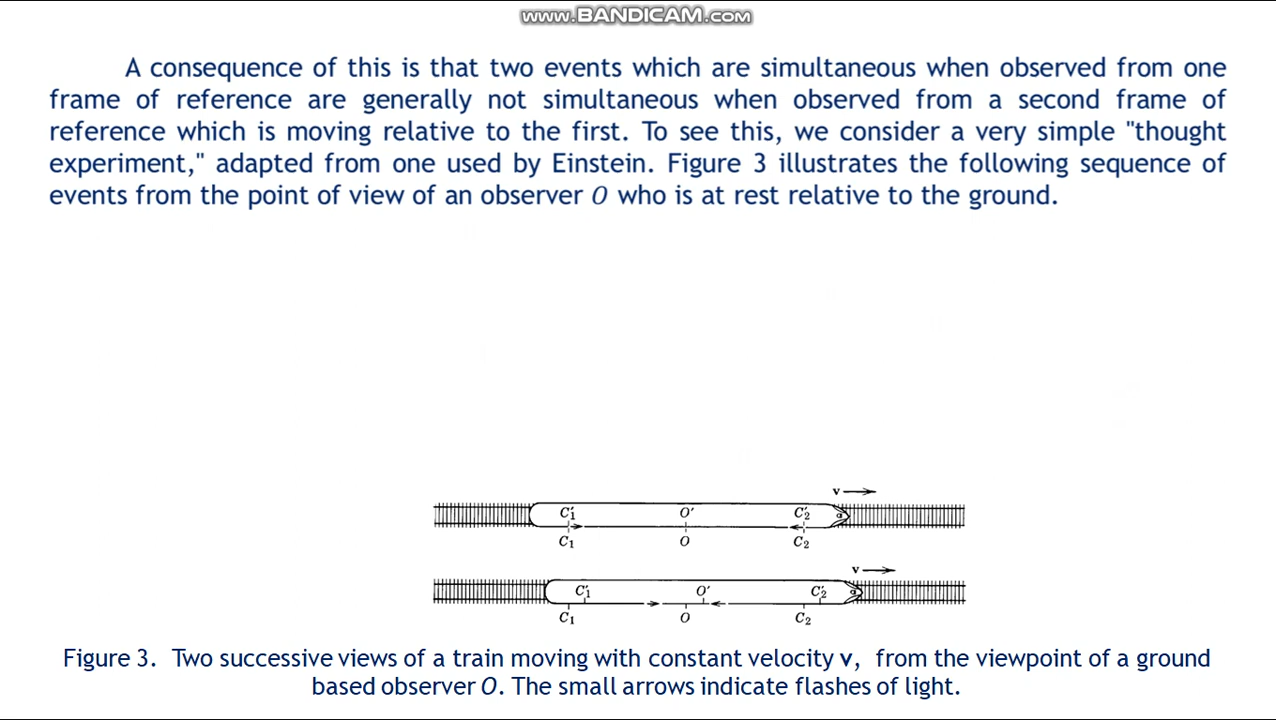 www.BANDICAM.com
A consequence of this is that two events which are simultaneous when observed from one
frame of reference are generally not simultaneous when observed from a second frame of
reference which is moving relative to the first. To see this, we consider a very simple "thought
experiment," adapted from one used by Einstein. Figure 3 illustrates the following sequence of
events from the point of view of an observer O who is at rest relative to the ground.
v
C₁′ O′ C₂′
C₁ O C₂
v
C₁′ O′ C₂′
C₁ O C₂
Figure 3. Two successive views of a train moving with constant velocity v, from the viewpoint of a ground
based observer O. The small arrows indicate flashes of light.